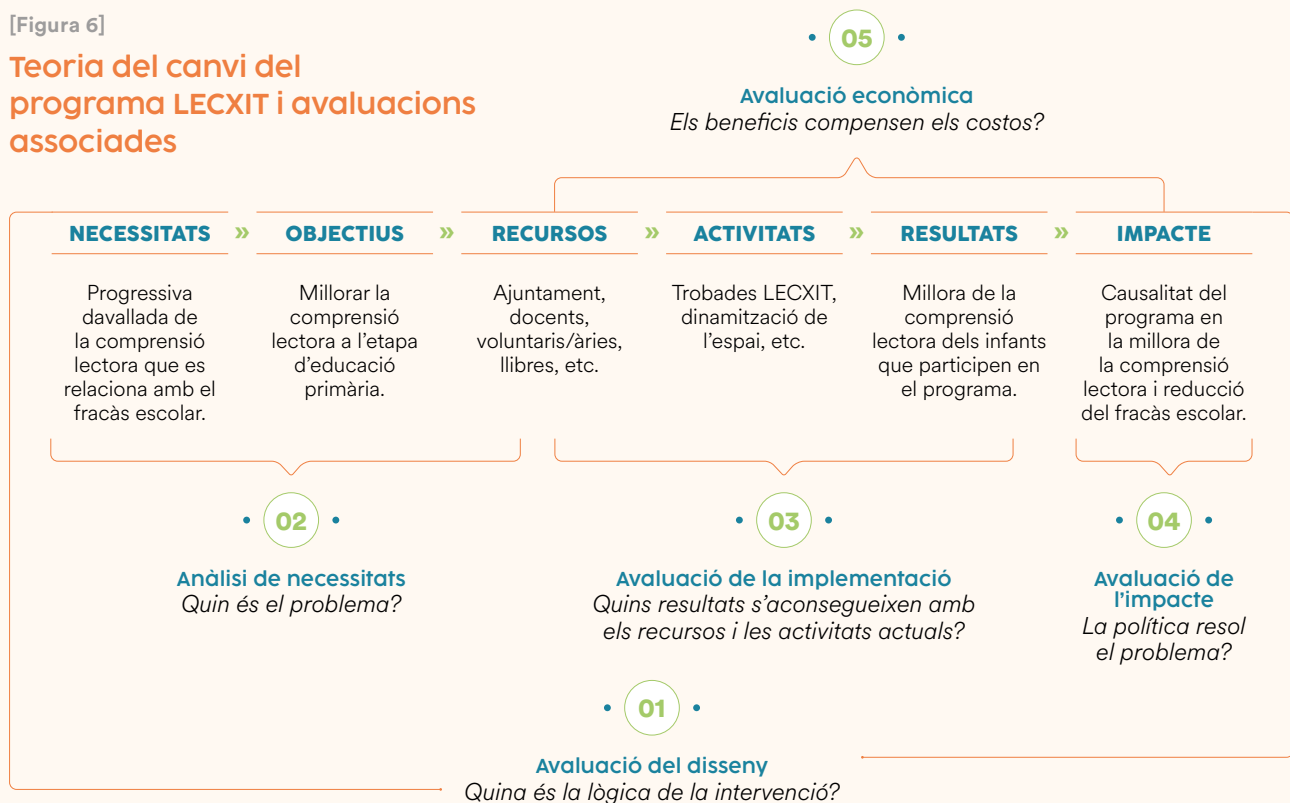 [Figura 6]
Teoria del canvi del
programa LECXIT i avaluacions
associades
05
Avaluació econòmica
Els beneficis compensen els costos?
NECESSITATS » OBJECTIUS » RECURSOS » ACTIVITATS » RESULTATS » IMPACTE
Progressiva
davallada de
la comprensió
lectora que es
relaciona amb el
fracàs escolar.
Millorar la
comprensió
lectora a l'etapa
d'educació
primària.
Ajuntament,
docents,
voluntaris/àries,
llibres, etc.
Trobades LECXIT,
dinamització de
l'espai, etc.
Millora de la
comprensió
lectora dels infants
que participen en
el programa.
Causalitat del
programa en
la millora de
la comprensió
lectora i reducció
del fracàs escolar.
02
Anàlisi de necessitats
Quin és el problema?
03
Avaluació de la implementació
Quins resultats s'aconsegueixen amb
els recursos i les activitats actuals?
04
Avaluació de
l'impacte
La política resol
el problema?
01
Avaluació del disseny
Quina és la lògica de la intervenció?